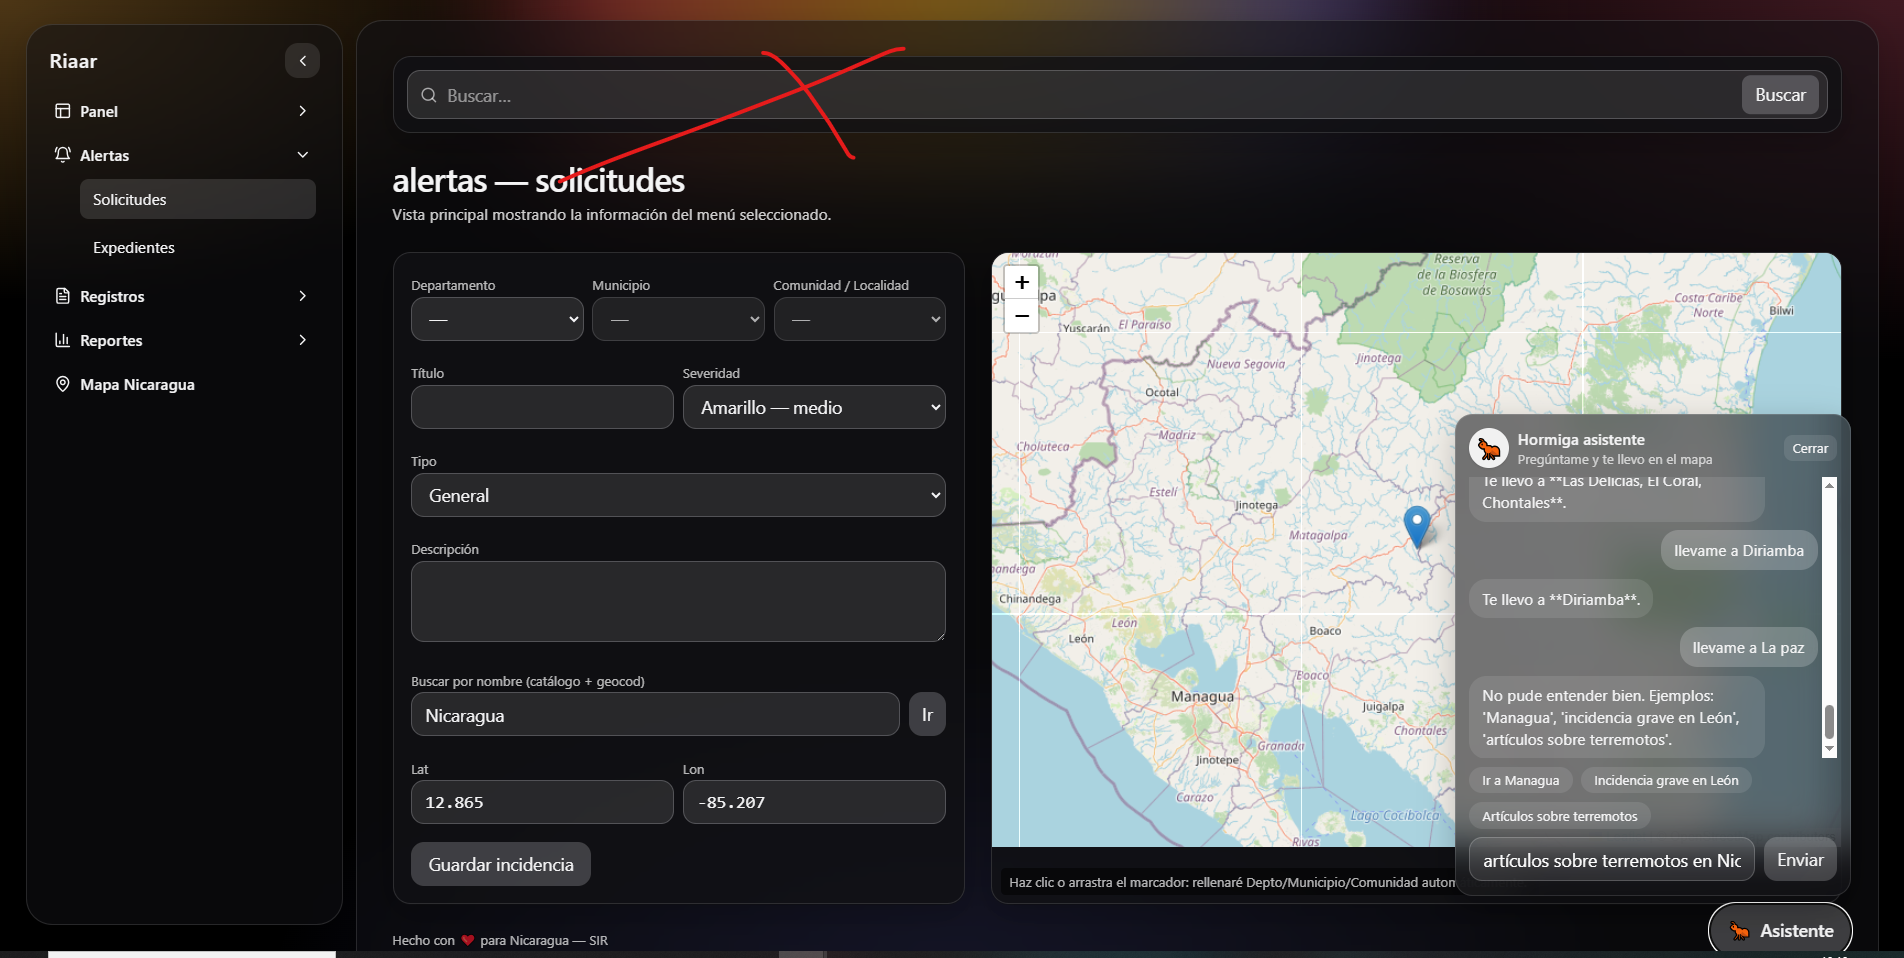 Riaar
Panel
Alertas
Solicitudes
Expedientes
Registros
Reportes
Mapa Nicaragua
Buscar...
Buscar
alertas — solicitudes
Vista principal mostrando la información del menú seleccionado.
Departamento
Municipio
Comunidad / Localidad
—
—
—
Título
Severidad
Amarillo — medio
Tipo
General
Descripción
Buscar por nombre (catálogo + geocod)
Nicaragua
Ir
Lat
Lon
12.865
-85.207
Guardar incidencia
+
−
Reserva
de la Biosfera
de Bosawás
Costa Caribe
Norte
Bilwi
Yuscarán
El Paraíso
Nueva Segovia
Jinotega
Ocotal
Madriz
Choluteca
Estelí
Jinotega
Matagalpa
Chinandega
León
León
Boaco
Boaco
Managua
Juigalpa
Chontales
Granada
Jinotepe
Carazo
Lago Cocibolca
Rivas
Haz clic o arrastra el marcador: rellenaré Depto/Municipio/Comunidad auton
Hormiga asistente
Pregúntame y te llevo en el mapa
Cerrar
Te llevo a **Las Delicias, El Coral,
Chontales**.
llevame a Diriamba
Te llevo a **Diriamba**.
llevame a La paz
No pude entender bien. Ejemplos:
'Managua', 'incidencia grave en León',
'artículos sobre terremotos'.
Ir a Managua
Incidencia grave en León
Artículos sobre terremotos
artículos sobre terremotos en Nic
Enviar
Asistente
Hecho con ❤ para Nicaragua — SIR